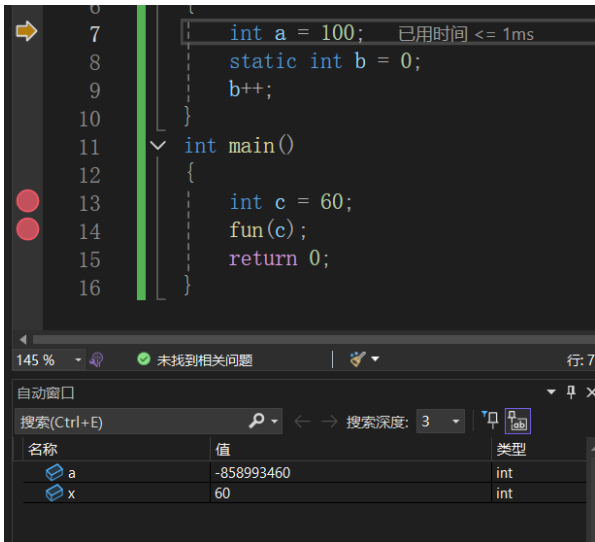 6 {
7 int a = 100; 已用时间 <= 1ms
8 static int b = 0;
9 b++;
10 }
11 int main()
12 {
13 int c = 60;
14 fun(c);
15 return 0;
16 }
145 % 未找到相关问题 行: 7
自动窗口
搜索(Ctrl+E) 搜索深度: 3
名称 值 类型
a -858993460 int
x 60 int